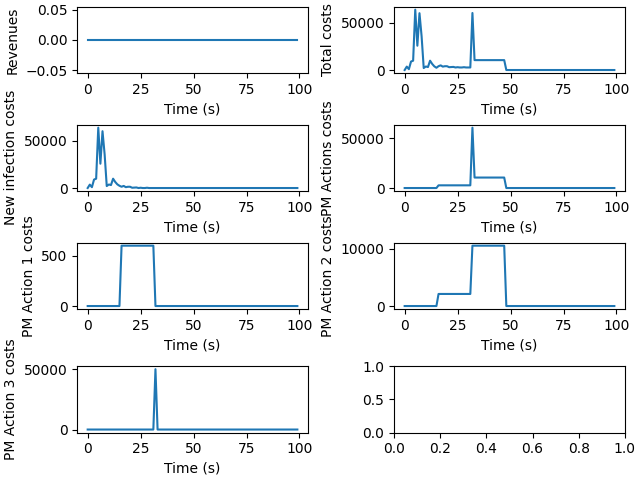 Revenues
0.05
0.00
−0.05
0 25 50 75 100
Time (s)
Total costs
50000
0
0 25 50 75 100
Time (s)
New infection costs
50000
0
0 25 50 75 100
Time (s)
PM Actions costs
50000
0
0 25 50 75 100
Time (s)
PM Action 1 costs
500
0
0 25 50 75 100
Time (s)
PM Action 2 costs
10000
0
0 25 50 75 100
Time (s)
PM Action 3 costs
50000
0
0 25 50 75 100
Time (s)
1.0
0.5
0.0
0.0 0.2 0.4 0.6 0.8 1.0